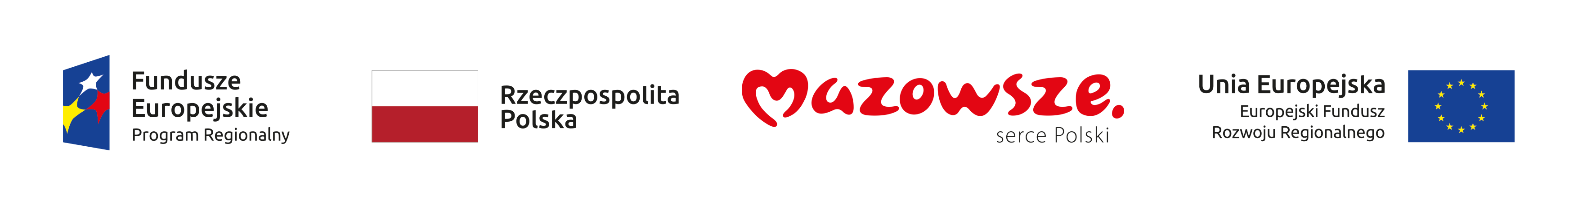 Fundusze
Europejskie
Program Regionalny
Rzeczpospolita
Polska
mazowsze.
serce Polski
Unia Europejska
Europejski Fundusz
Rozwoju Regionalnego